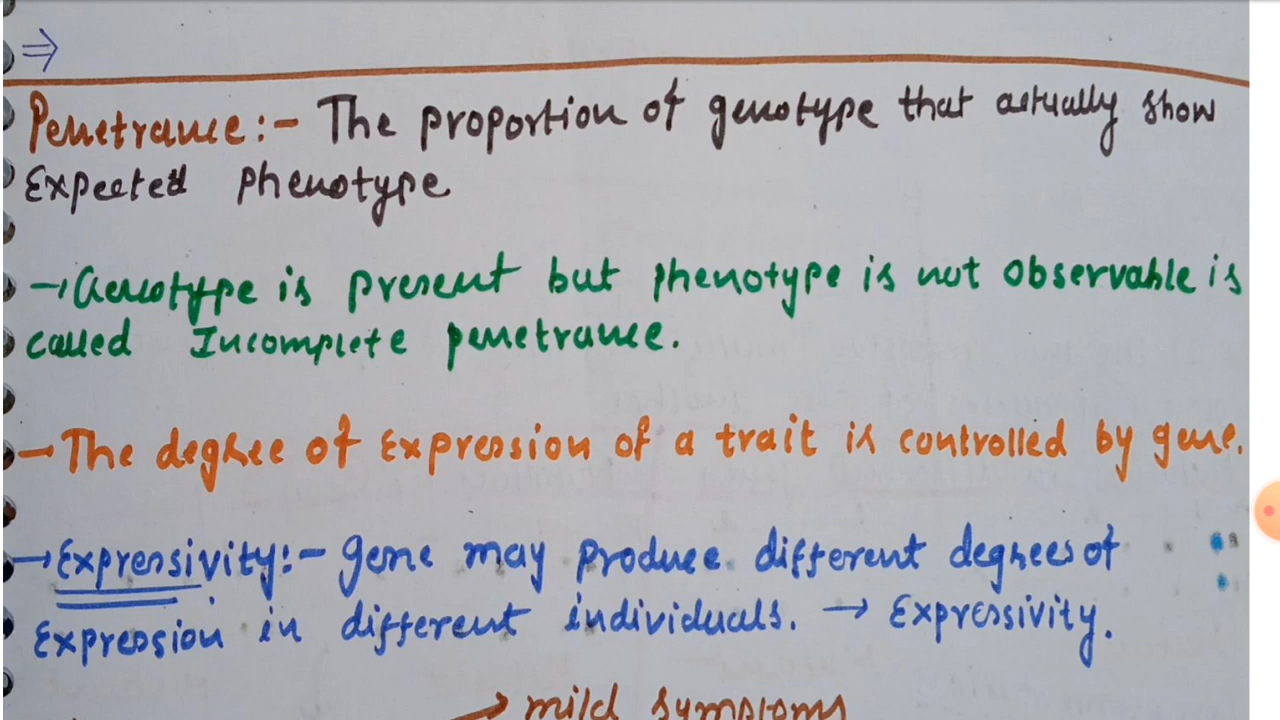 ⇒
Penetrance:- The proportion of genotype that actually show
Expected phenotype
→ Genotype is present but phenotype is not observable is
called Incomplete penetrance.
→ The degree of expression of a trait is controlled by gene.
→ Expressivity:- gene may produce different degrees of
expression in different individuals. → Expressivity.
→ mild symptoms